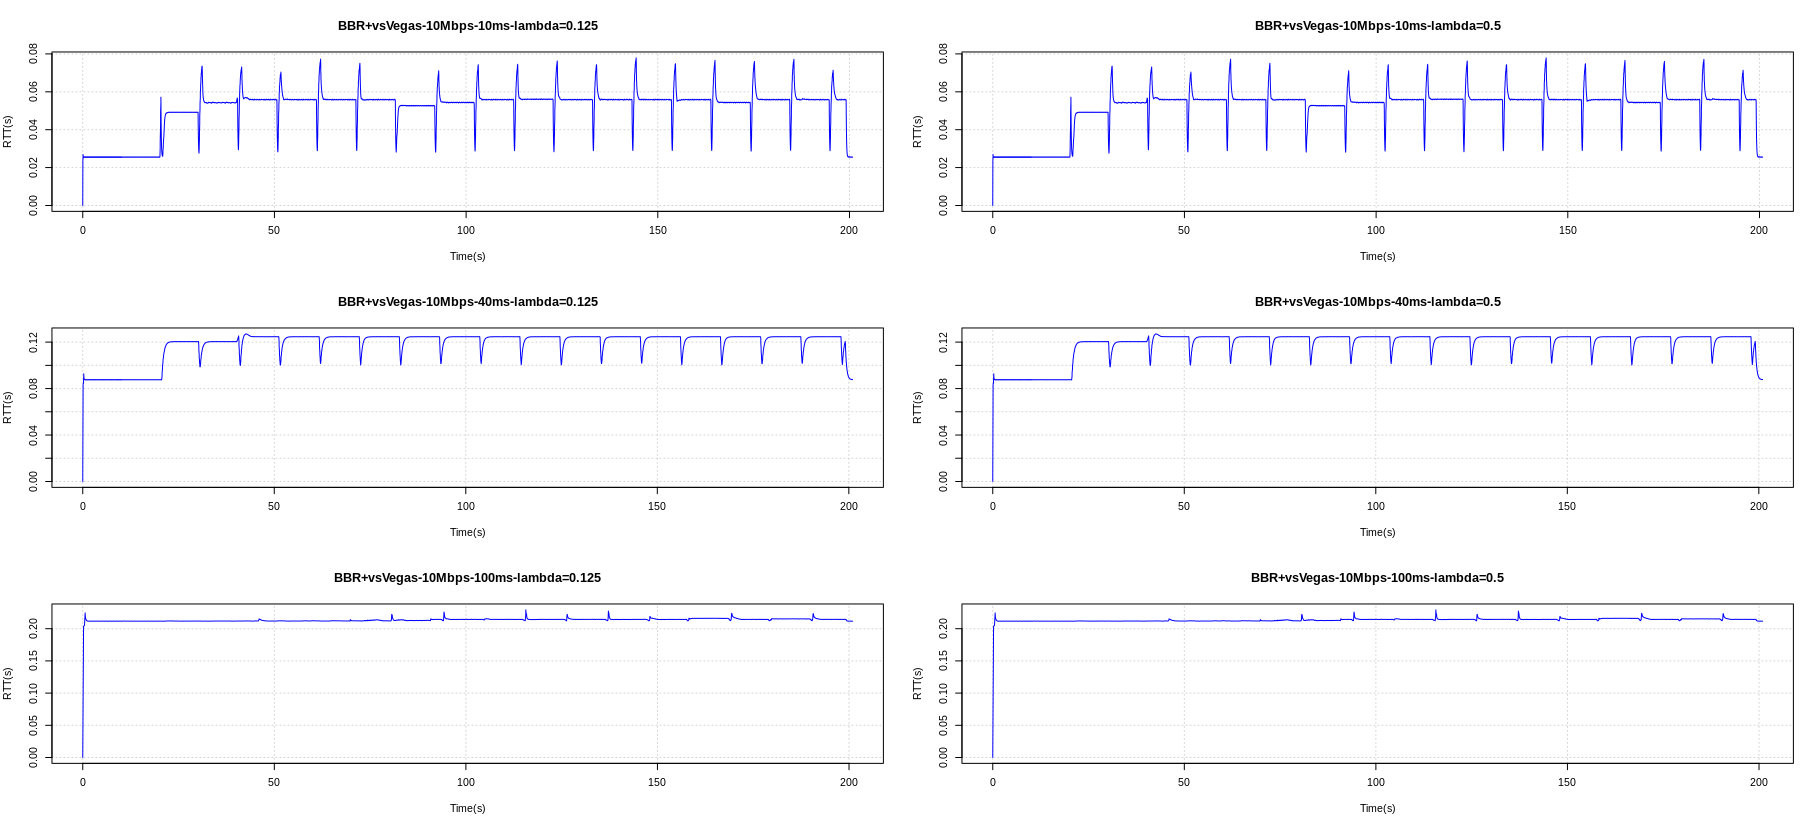 BBR+vsVegas-10Mbps-10ms-lambda=0.125
RTT(s)
0.00 0.02 0.04 0.06 0.08
0 50 100 150 200
Time(s)
BBR+vsVegas-10Mbps-10ms-lambda=0.5
RTT(s)
0.00 0.02 0.04 0.06 0.08
0 50 100 150 200
Time(s)
BBR+vsVegas-10Mbps-40ms-lambda=0.125
RTT(s)
0.00 0.04 0.08 0.12
0 50 100 150 200
Time(s)
BBR+vsVegas-10Mbps-40ms-lambda=0.5
RTT(s)
0.00 0.04 0.08 0.12
0 50 100 150 200
Time(s)
BBR+vsVegas-10Mbps-100ms-lambda=0.125
RTT(s)
0.00 0.05 0.10 0.15 0.20
0 50 100 150 200
Time(s)
BBR+vsVegas-10Mbps-100ms-lambda=0.5
RTT(s)
0.00 0.05 0.10 0.15 0.20
0 50 100 150 200
Time(s)